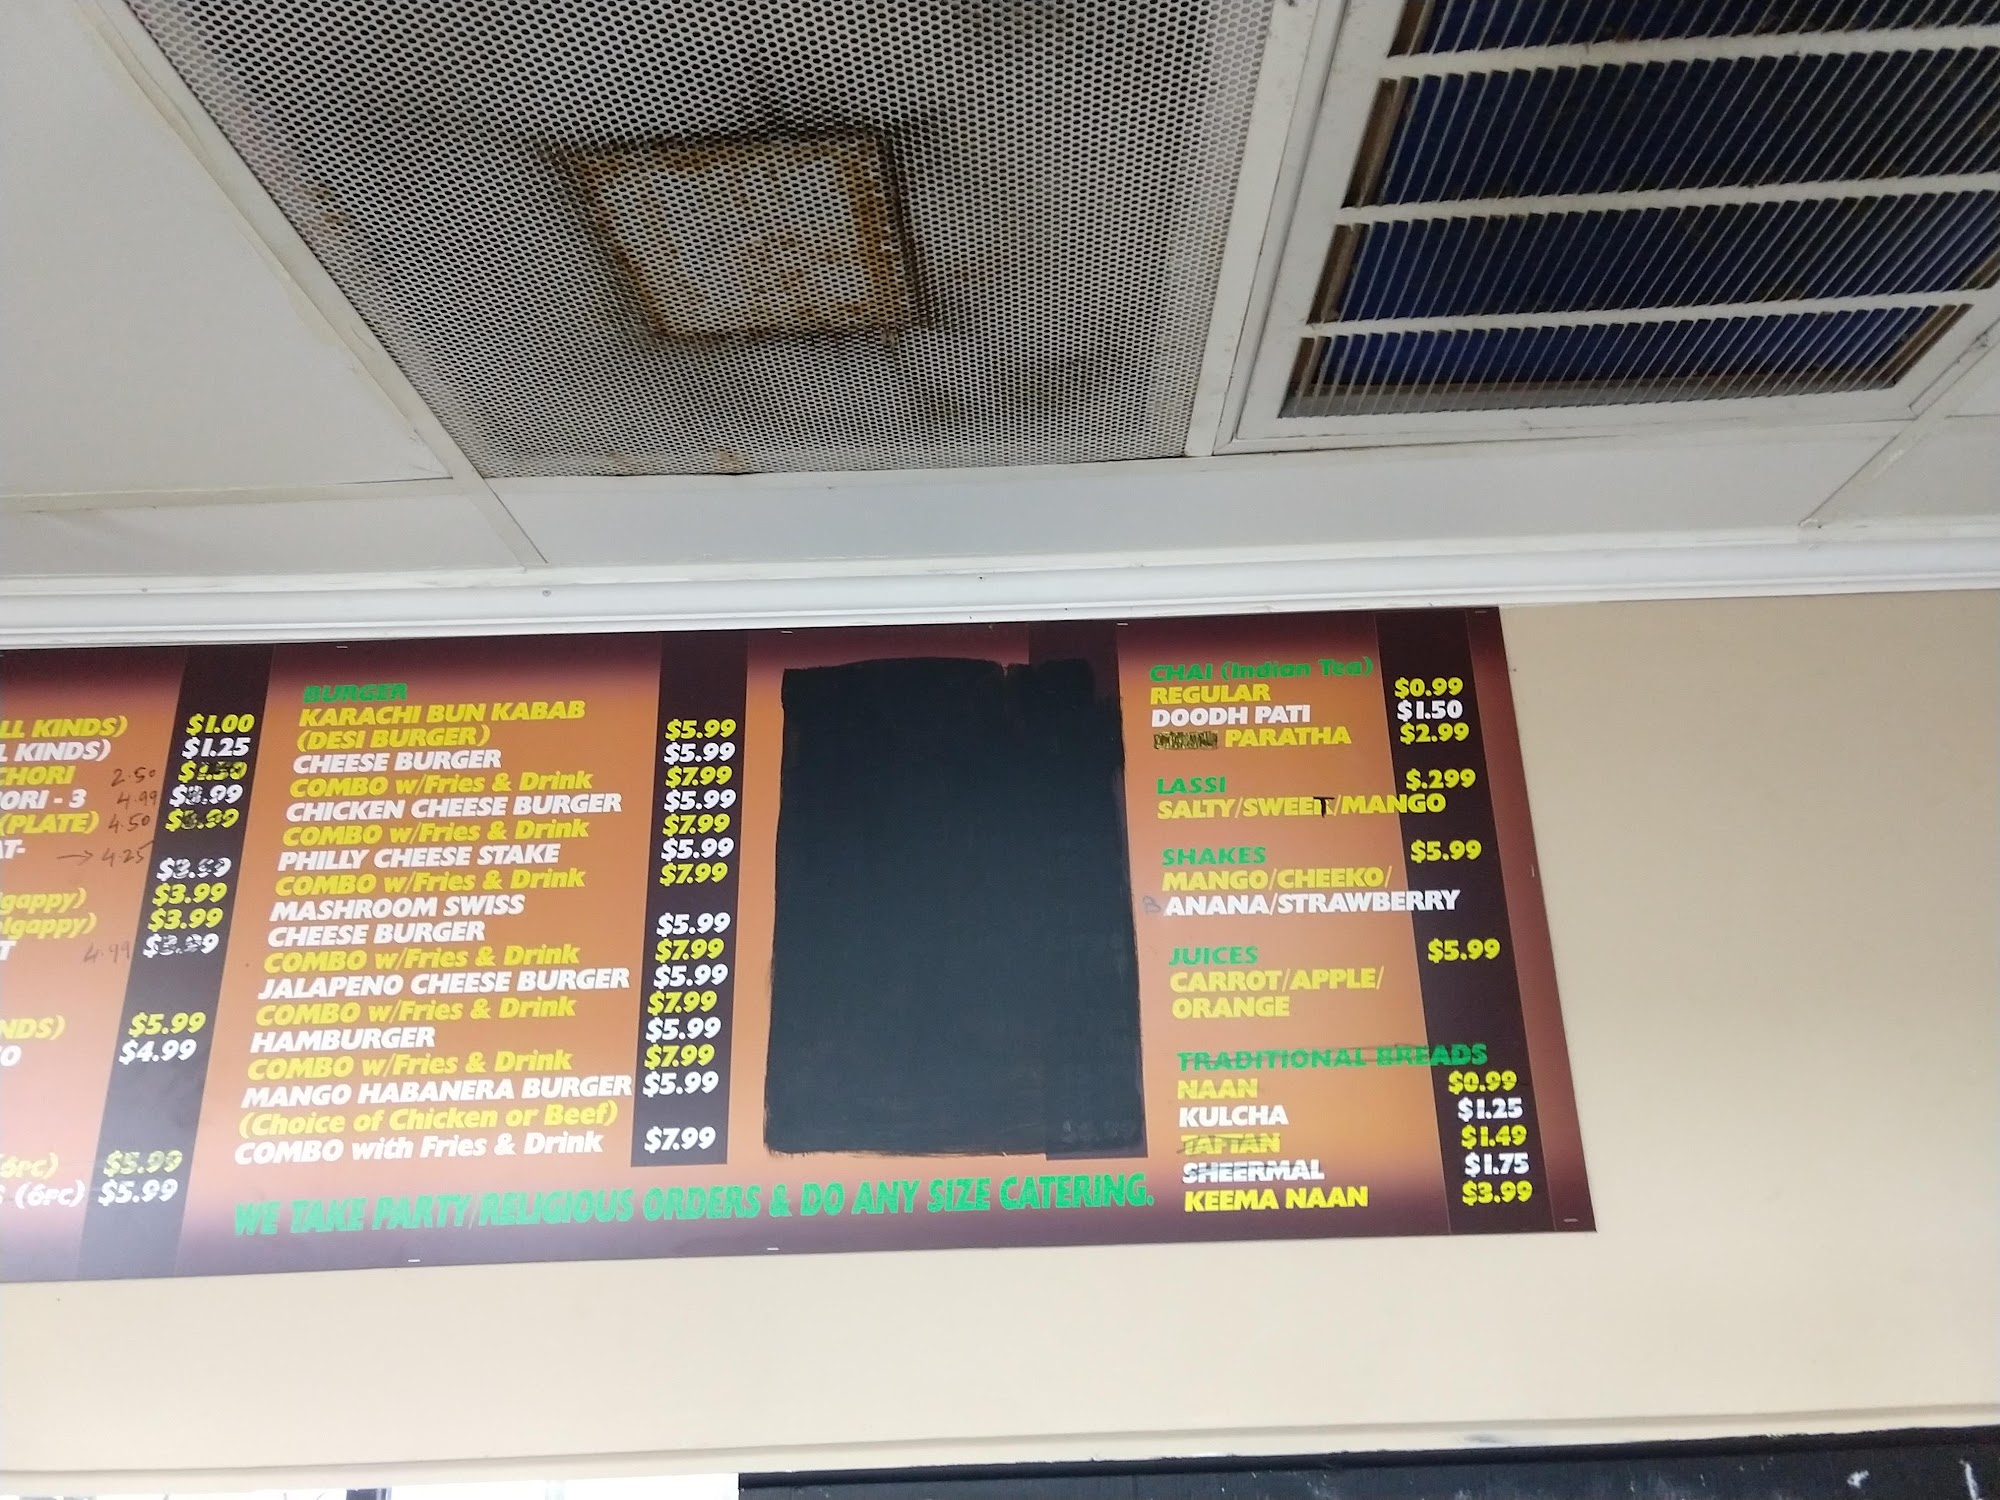 LL KINDS) $1.00
L KINDS) $1.25
CHORI 2.50
ORI - 3 4.99
(PLATE) 4.50
AT- → 4.25
$3.99
gappy) $3.99
lgappy) $3.99
T 4.99
NDS) $5.99
O $4.99
6PC) $5.99
S (6PC) $5.99
BURGER
KARACHI BUN KABAB
(DESI BURGER) $5.99
CHEESE BURGER $5.99
COMBO w/Fries & Drink $7.99
CHICKEN CHEESE BURGER $5.99
COMBO w/Fries & Drink $7.99
PHILLY CHEESE STAKE $5.99
COMBO w/Fries & Drink $7.99
MASHROOM SWISS
CHEESE BURGER $5.99
COMBO w/Fries & Drink $7.99
JALAPENO CHEESE BURGER $5.99
COMBO w/Fries & Drink $7.99
HAMBURGER $5.99
COMBO w/Fries & Drink $7.99
MANGO HABANERA BURGER $5.99
(Choice of Chicken or Beef)
COMBO with Fries & Drink $7.99
CHAI (Indian Tea)
REGULAR $0.99
DOODH PATI $1.50
PARATHA $2.99
LASSI $.299
SALTY/SWEET/MANGO
SHAKES $5.99
MANGO/CHEEKO/
BANANA/STRAWBERRY
JUICES $5.99
CARROT/APPLE/
ORANGE
TRADITIONAL BREADS
NAAN $0.99
KULCHA $1.25
TAFTAN $1.49
SHEERMAL $1.75
KEEMA NAAN $3.99
WE TAKE PARTY/RELIGIOUS ORDERS & DO ANY SIZE CATERING.